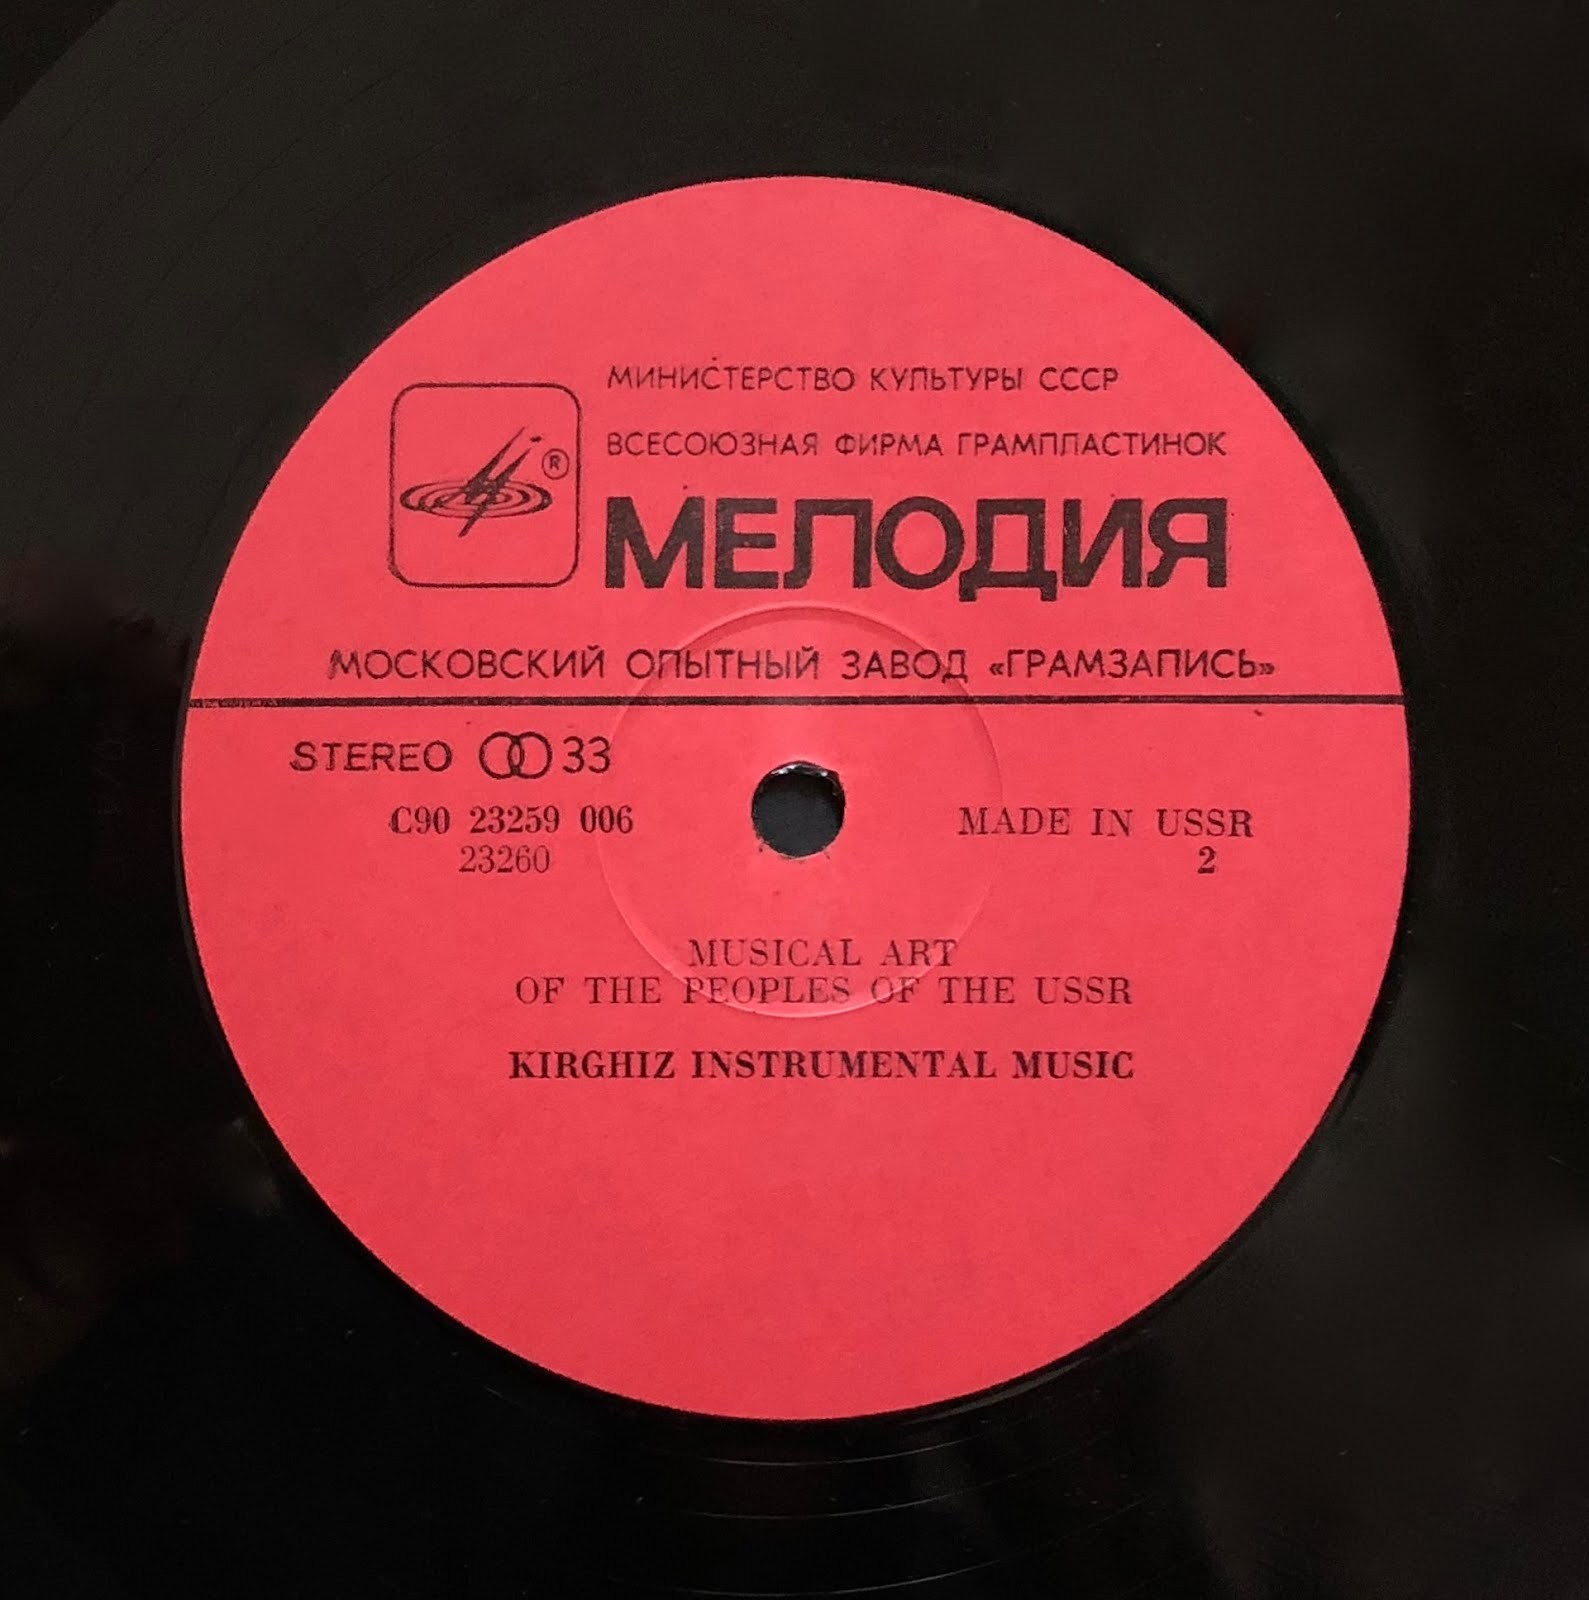 МИНИСТЕРСТВО КУЛЬТУРЫ СССР
ВСЕСОЮЗНАЯ ФИРМА ГРАМПЛАСТИНОК
®
МЕЛОДИЯ
МОСКОВСКИЙ ОПЫТНЫЙ ЗАВОД «ГРАМЗАПИСЬ»
STEREO 33
С90 23259 006
23260
MADE IN USSR
2
MUSICAL ART
OF THE PEOPLES OF THE USSR
KIRGHIZ INSTRUMENTAL MUSIC